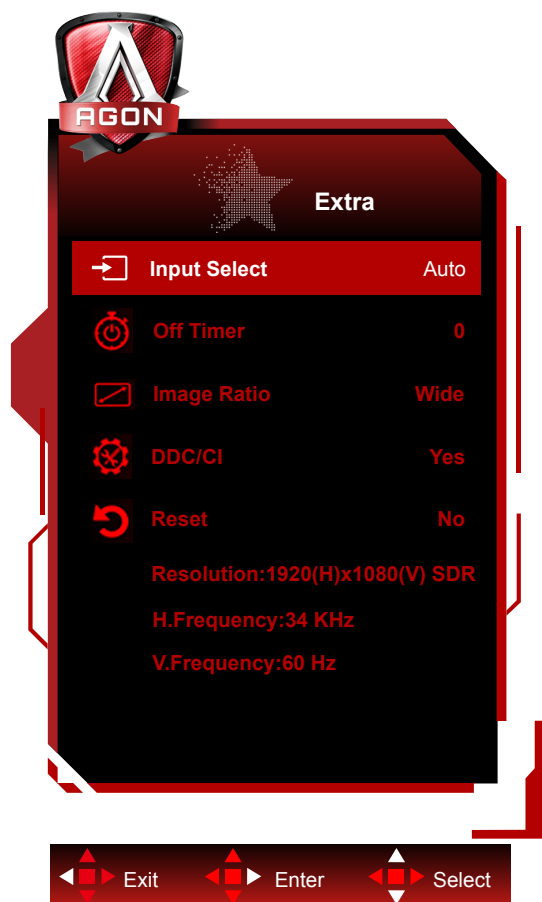 AGON
Extra
Input Select Auto
Off Timer 0
Image Ratio Wide
DDC/CI Yes
Reset No
Resolution:1920(H)x1080(V) SDR
H.Frequency:34 KHz
V.Frequency:60 Hz
Exit Enter Select